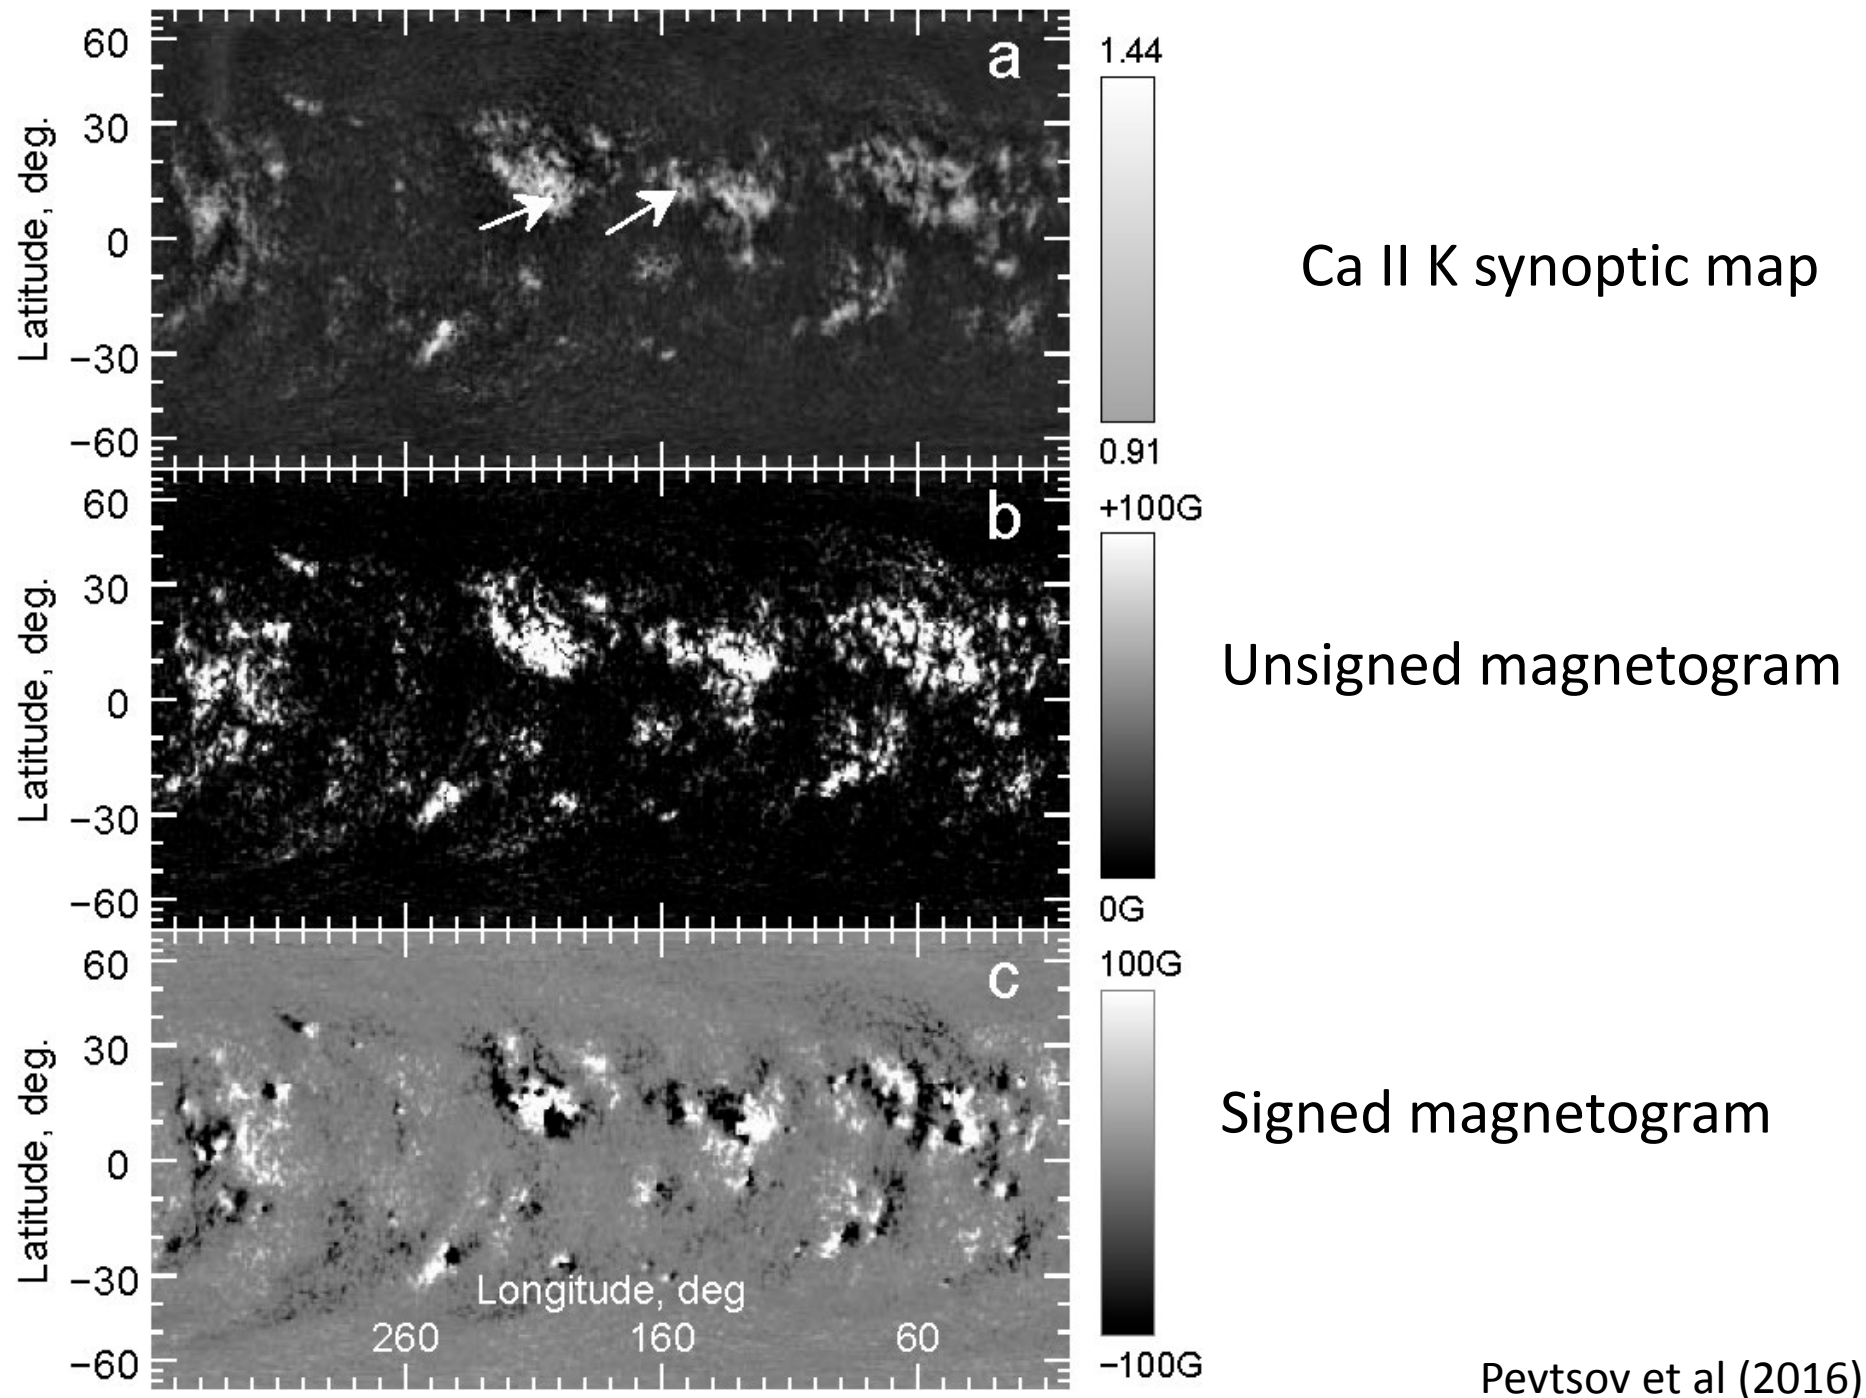 60
30
0
−30
−60
Latitude, deg.
a
1.44
0.91
Ca II K synoptic map
60
30
0
−30
−60
Latitude, deg.
b
+100G
0G
Unsigned magnetogram
60
30
0
−30
−60
Latitude, deg.
c
100G
−100G
Signed magnetogram
Longitude, deg
260 160 60
Pevtsov et al (2016)